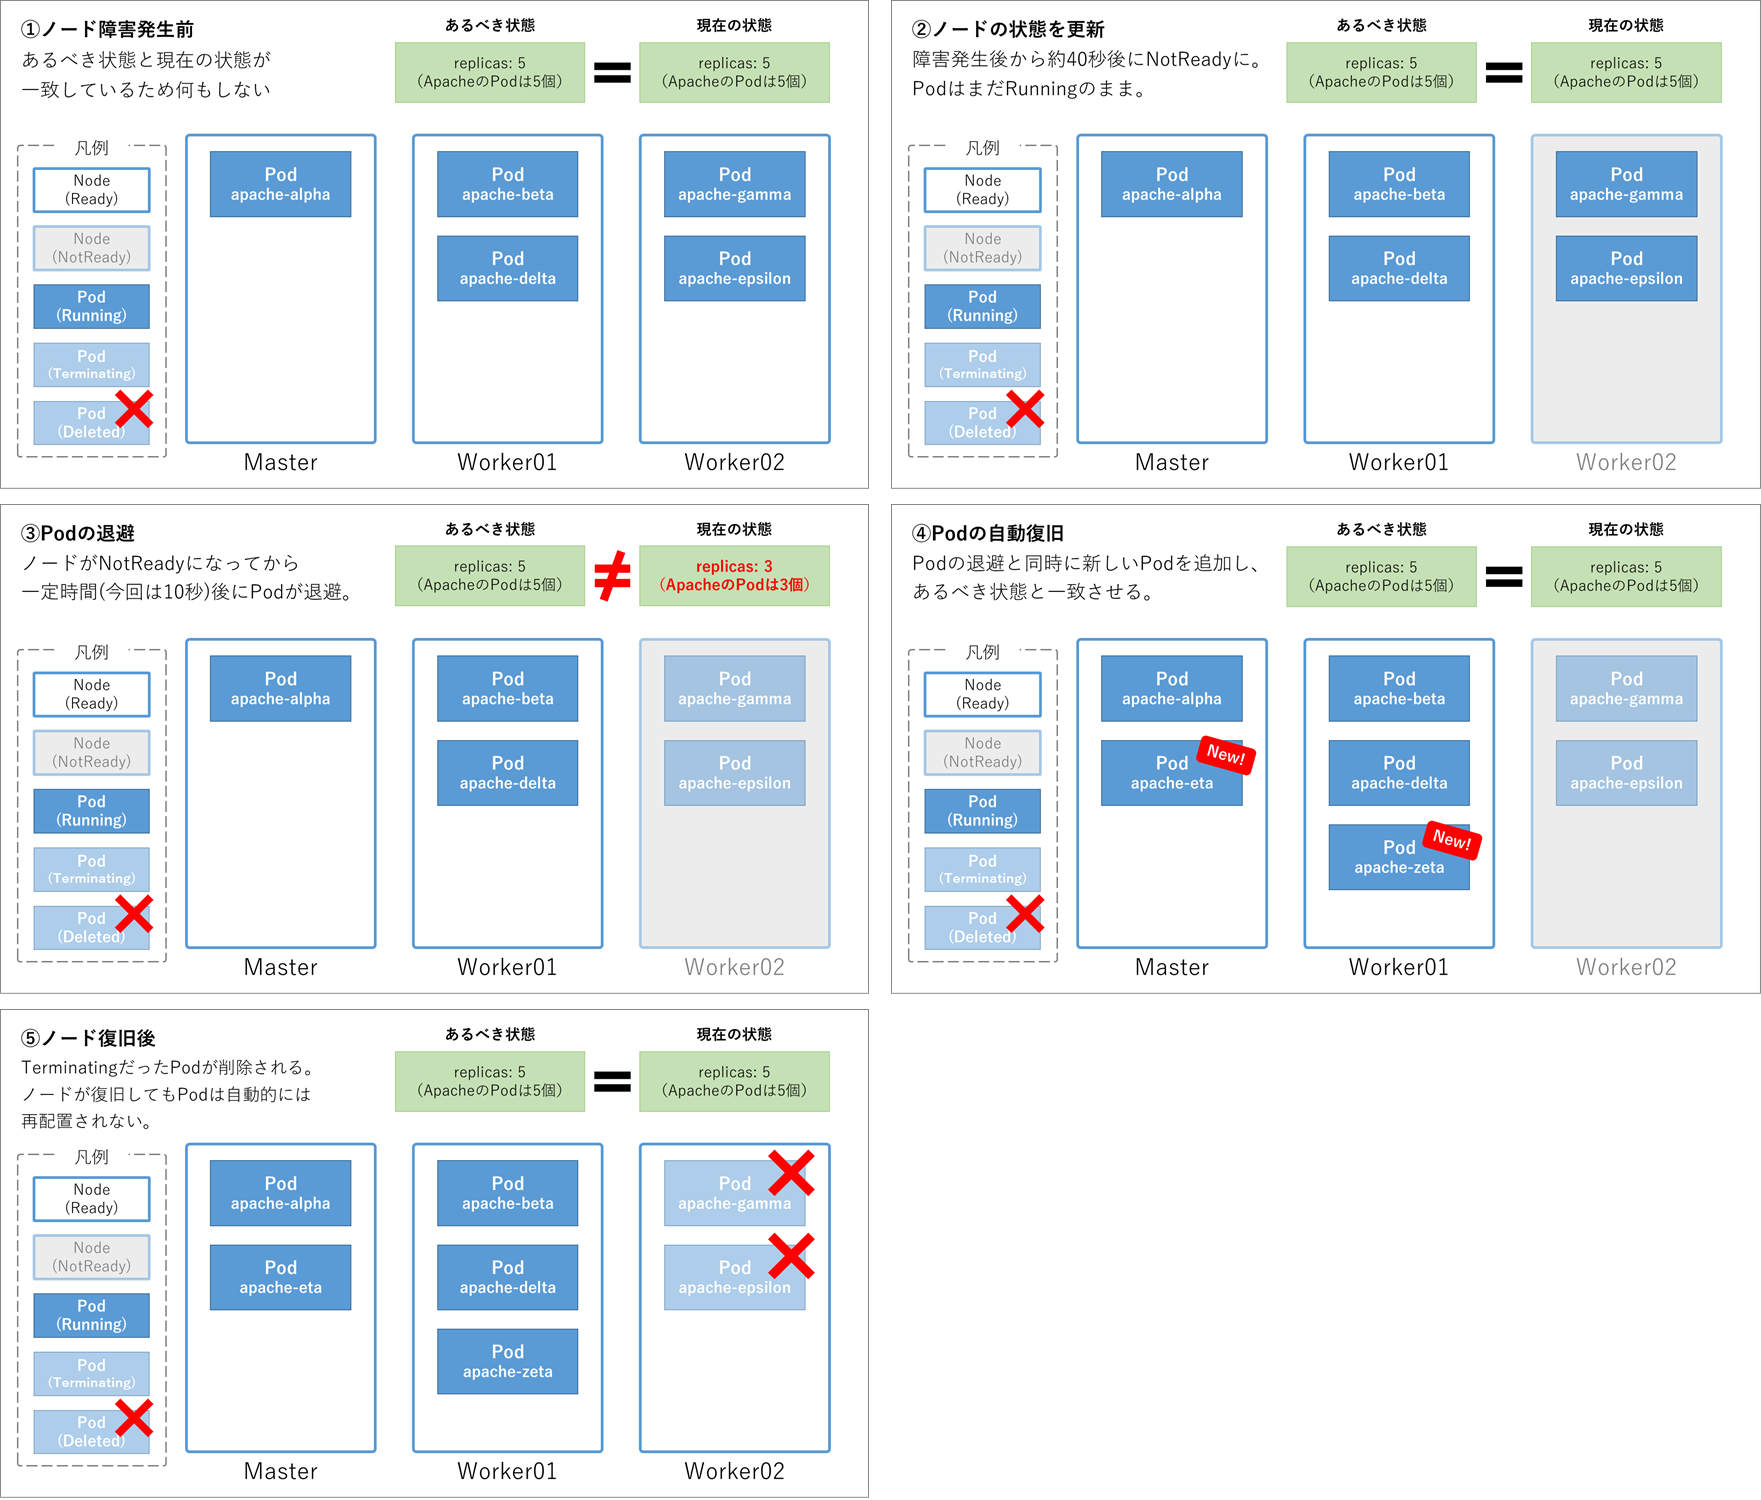 ①ノード障害発生前
あるべき状態と現在の状態が
一致しているため何もしない
あるべき状態
replicas: 5
(ApacheのPodは5個)
=
現在の状態
replicas: 5
(ApacheのPodは5個)
凡例
Node
(Ready)
Node
(NotReady)
Pod
(Running)
Pod
(Terminating)
Pod
(Deleted)
Pod
apache-alpha
Master
Pod
apache-beta
Pod
apache-delta
Worker01
Pod
apache-gamma
Pod
apache-epsilon
Worker02
②ノードの状態を更新
障害発生後から約40秒後にNotReadyに。
PodはまだRunningのまま。
あるべき状態
replicas: 5
(ApacheのPodは5個)
=
現在の状態
replicas: 5
(ApacheのPodは5個)
凡例
Node
(Ready)
Node
(NotReady)
Pod
(Running)
Pod
(Terminating)
Pod
(Deleted)
Pod
apache-alpha
Master
Pod
apache-beta
Pod
apache-delta
Worker01
Pod
apache-gamma
Pod
apache-epsilon
Worker02
③Podの退避
ノードがNotReadyになってから
一定時間(今回は10秒)後にPodが退避。
あるべき状態
replicas: 5
(ApacheのPodは5個)
≠
現在の状態
replicas: 3
(ApacheのPodは3個)
凡例
Node
(Ready)
Node
(NotReady)
Pod
(Running)
Pod
(Terminating)
Pod
(Deleted)
Pod
apache-alpha
Master
Pod
apache-beta
Pod
apache-delta
Worker01
Pod
apache-gamma
Pod
apache-epsilon
Worker02
④Podの自動復旧
Podの退避と同時に新しいPodを追加し、
あるべき状態と一致させる。
あるべき状態
replicas: 5
(ApacheのPodは5個)
=
現在の状態
replicas: 5
(ApacheのPodは5個)
凡例
Node
(Ready)
Node
(NotReady)
Pod
(Running)
Pod
(Terminating)
Pod
(Deleted)
Pod
apache-alpha
New!
Pod
apache-eta
Master
Pod
apache-beta
Pod
apache-delta
New!
Pod
apache-zeta
Worker01
Pod
apache-gamma
Pod
apache-epsilon
Worker02
⑤ノード復旧後
TerminatingだったPodが削除される。
ノードが復旧してもPodは自動的には
再配置されない。
あるべき状態
replicas: 5
(ApacheのPodは5個)
=
現在の状態
replicas: 5
(ApacheのPodは5個)
凡例
Node
(Ready)
Node
(NotReady)
Pod
(Running)
Pod
(Terminating)
Pod
(Deleted)
Pod
apache-alpha
Pod
apache-eta
Master
Pod
apache-beta
Pod
apache-delta
Pod
apache-zeta
Worker01
Pod
apache-gamma
Pod
apache-epsilon
Worker02